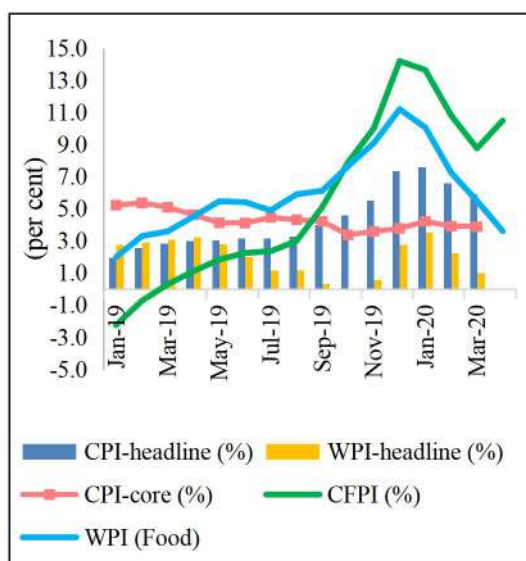 15.0
13.0
11.0
9.0
7.0
5.0
3.0
1.0
-1.0
-3.0
-5.0
(per cent)
Jan-19
Mar-19
May-19
Jul-19
Sep-19
Nov-19
Jan-20
Mar-20
CPI-headline (%)
WPI-headline (%)
CPI-core (%)
CFPI (%)
WPI (Food)